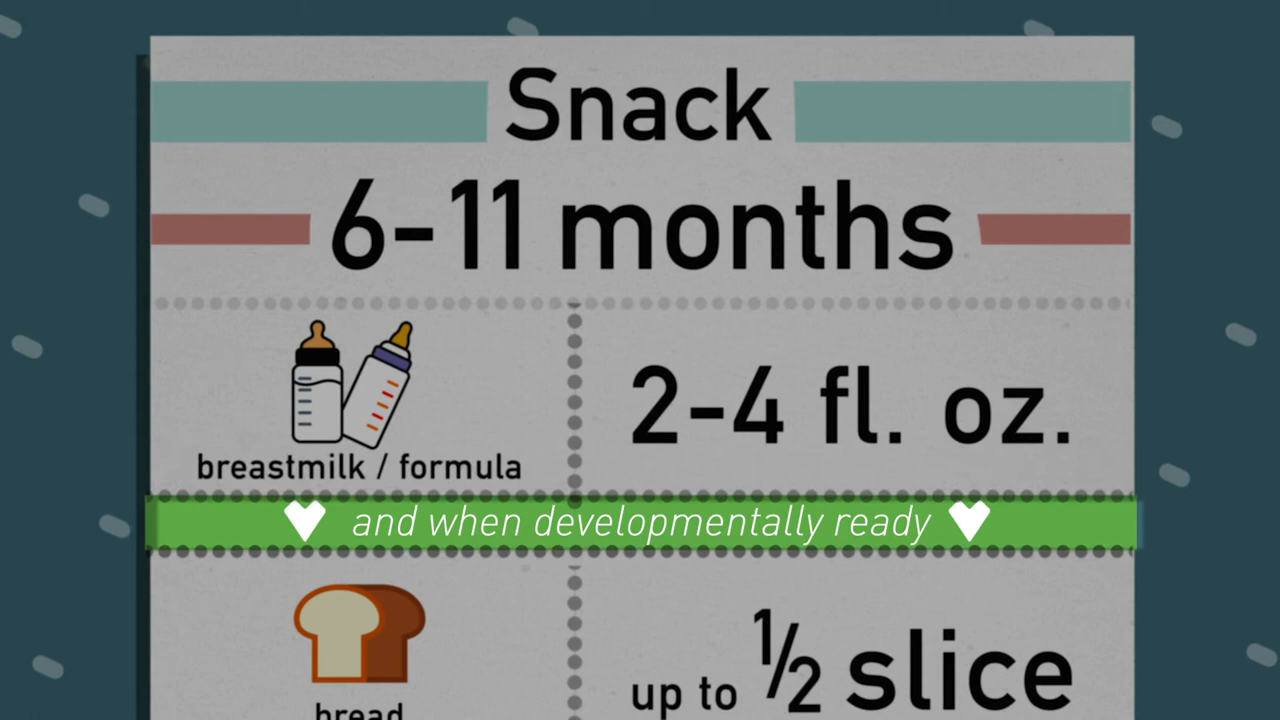 Snack
6-11 months
breastmilk / formula
2-4 fl. oz.
and when developmentally ready
bread
up to ½ slice